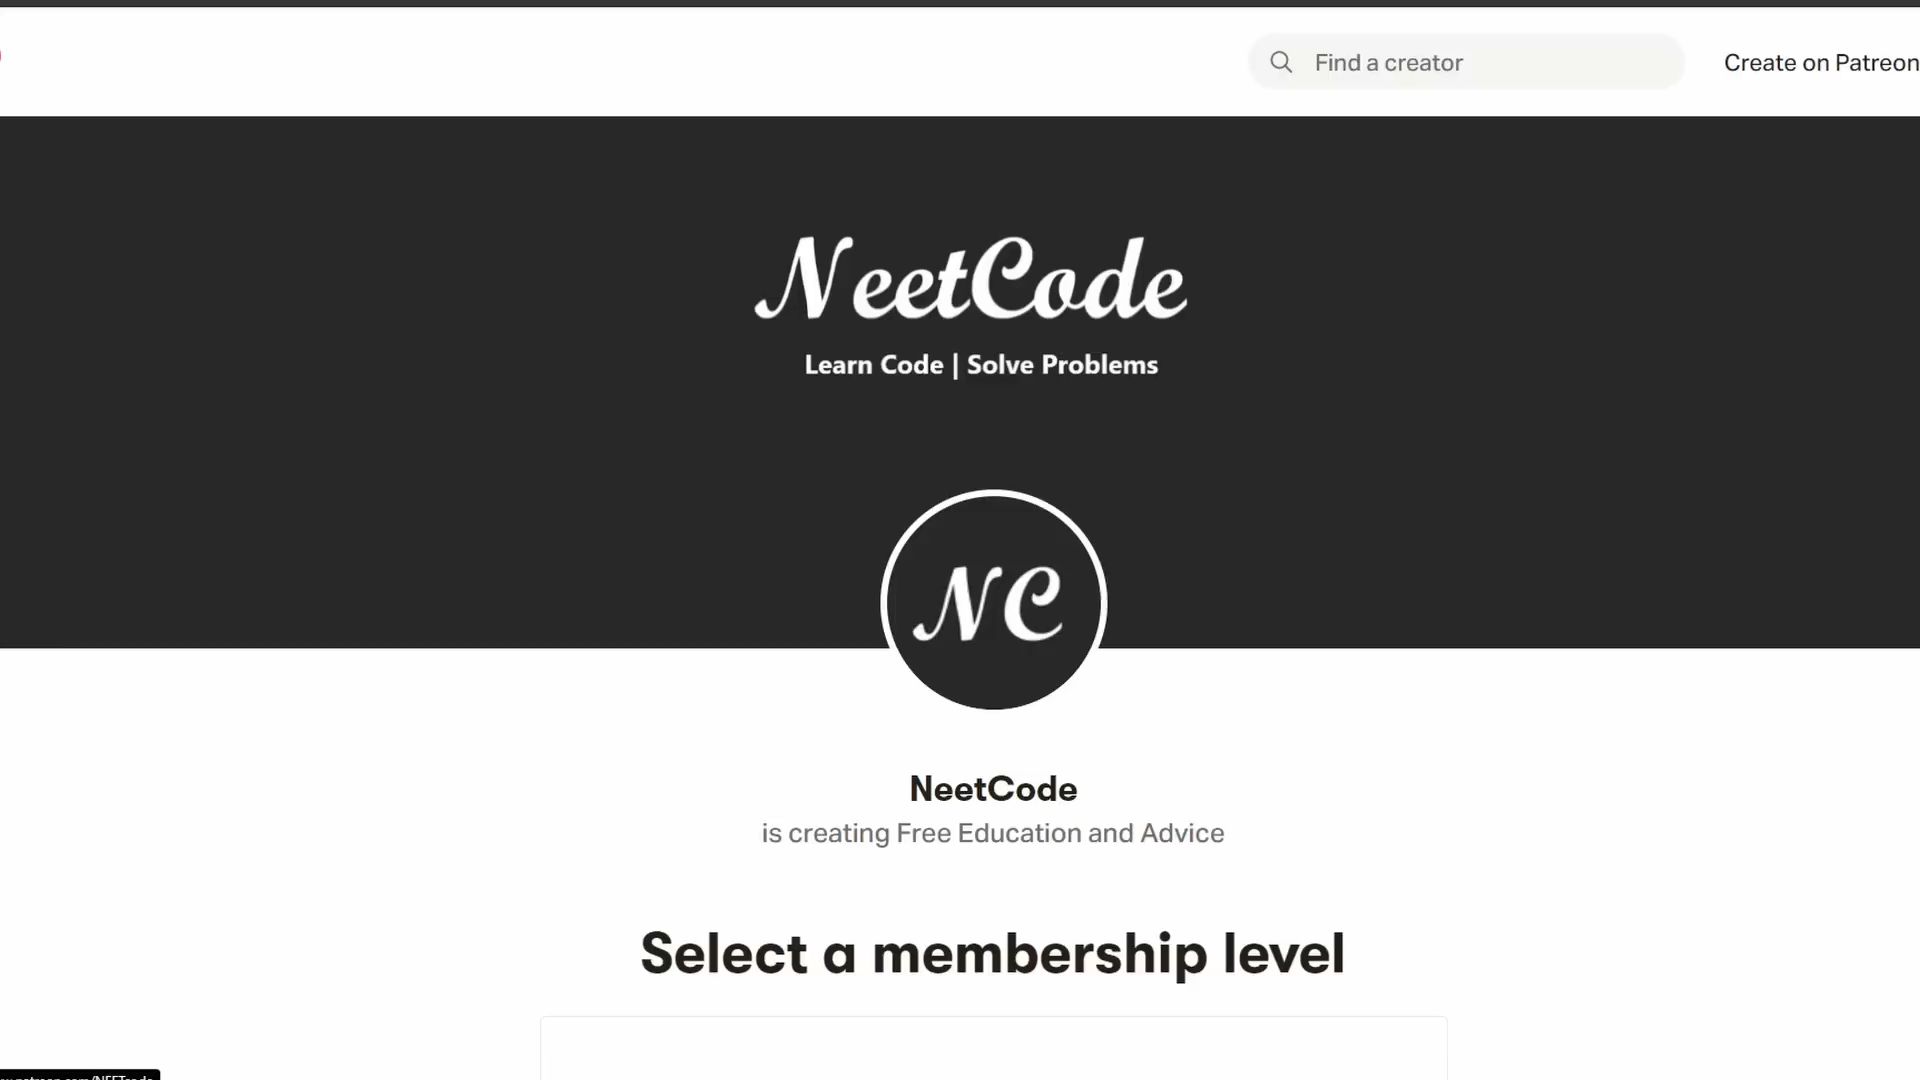 Find a creator
Create on Patreon
NeetCode
Learn Code | Solve Problems
NC
NeetCode
is creating Free Education and Advice
Select a membership level